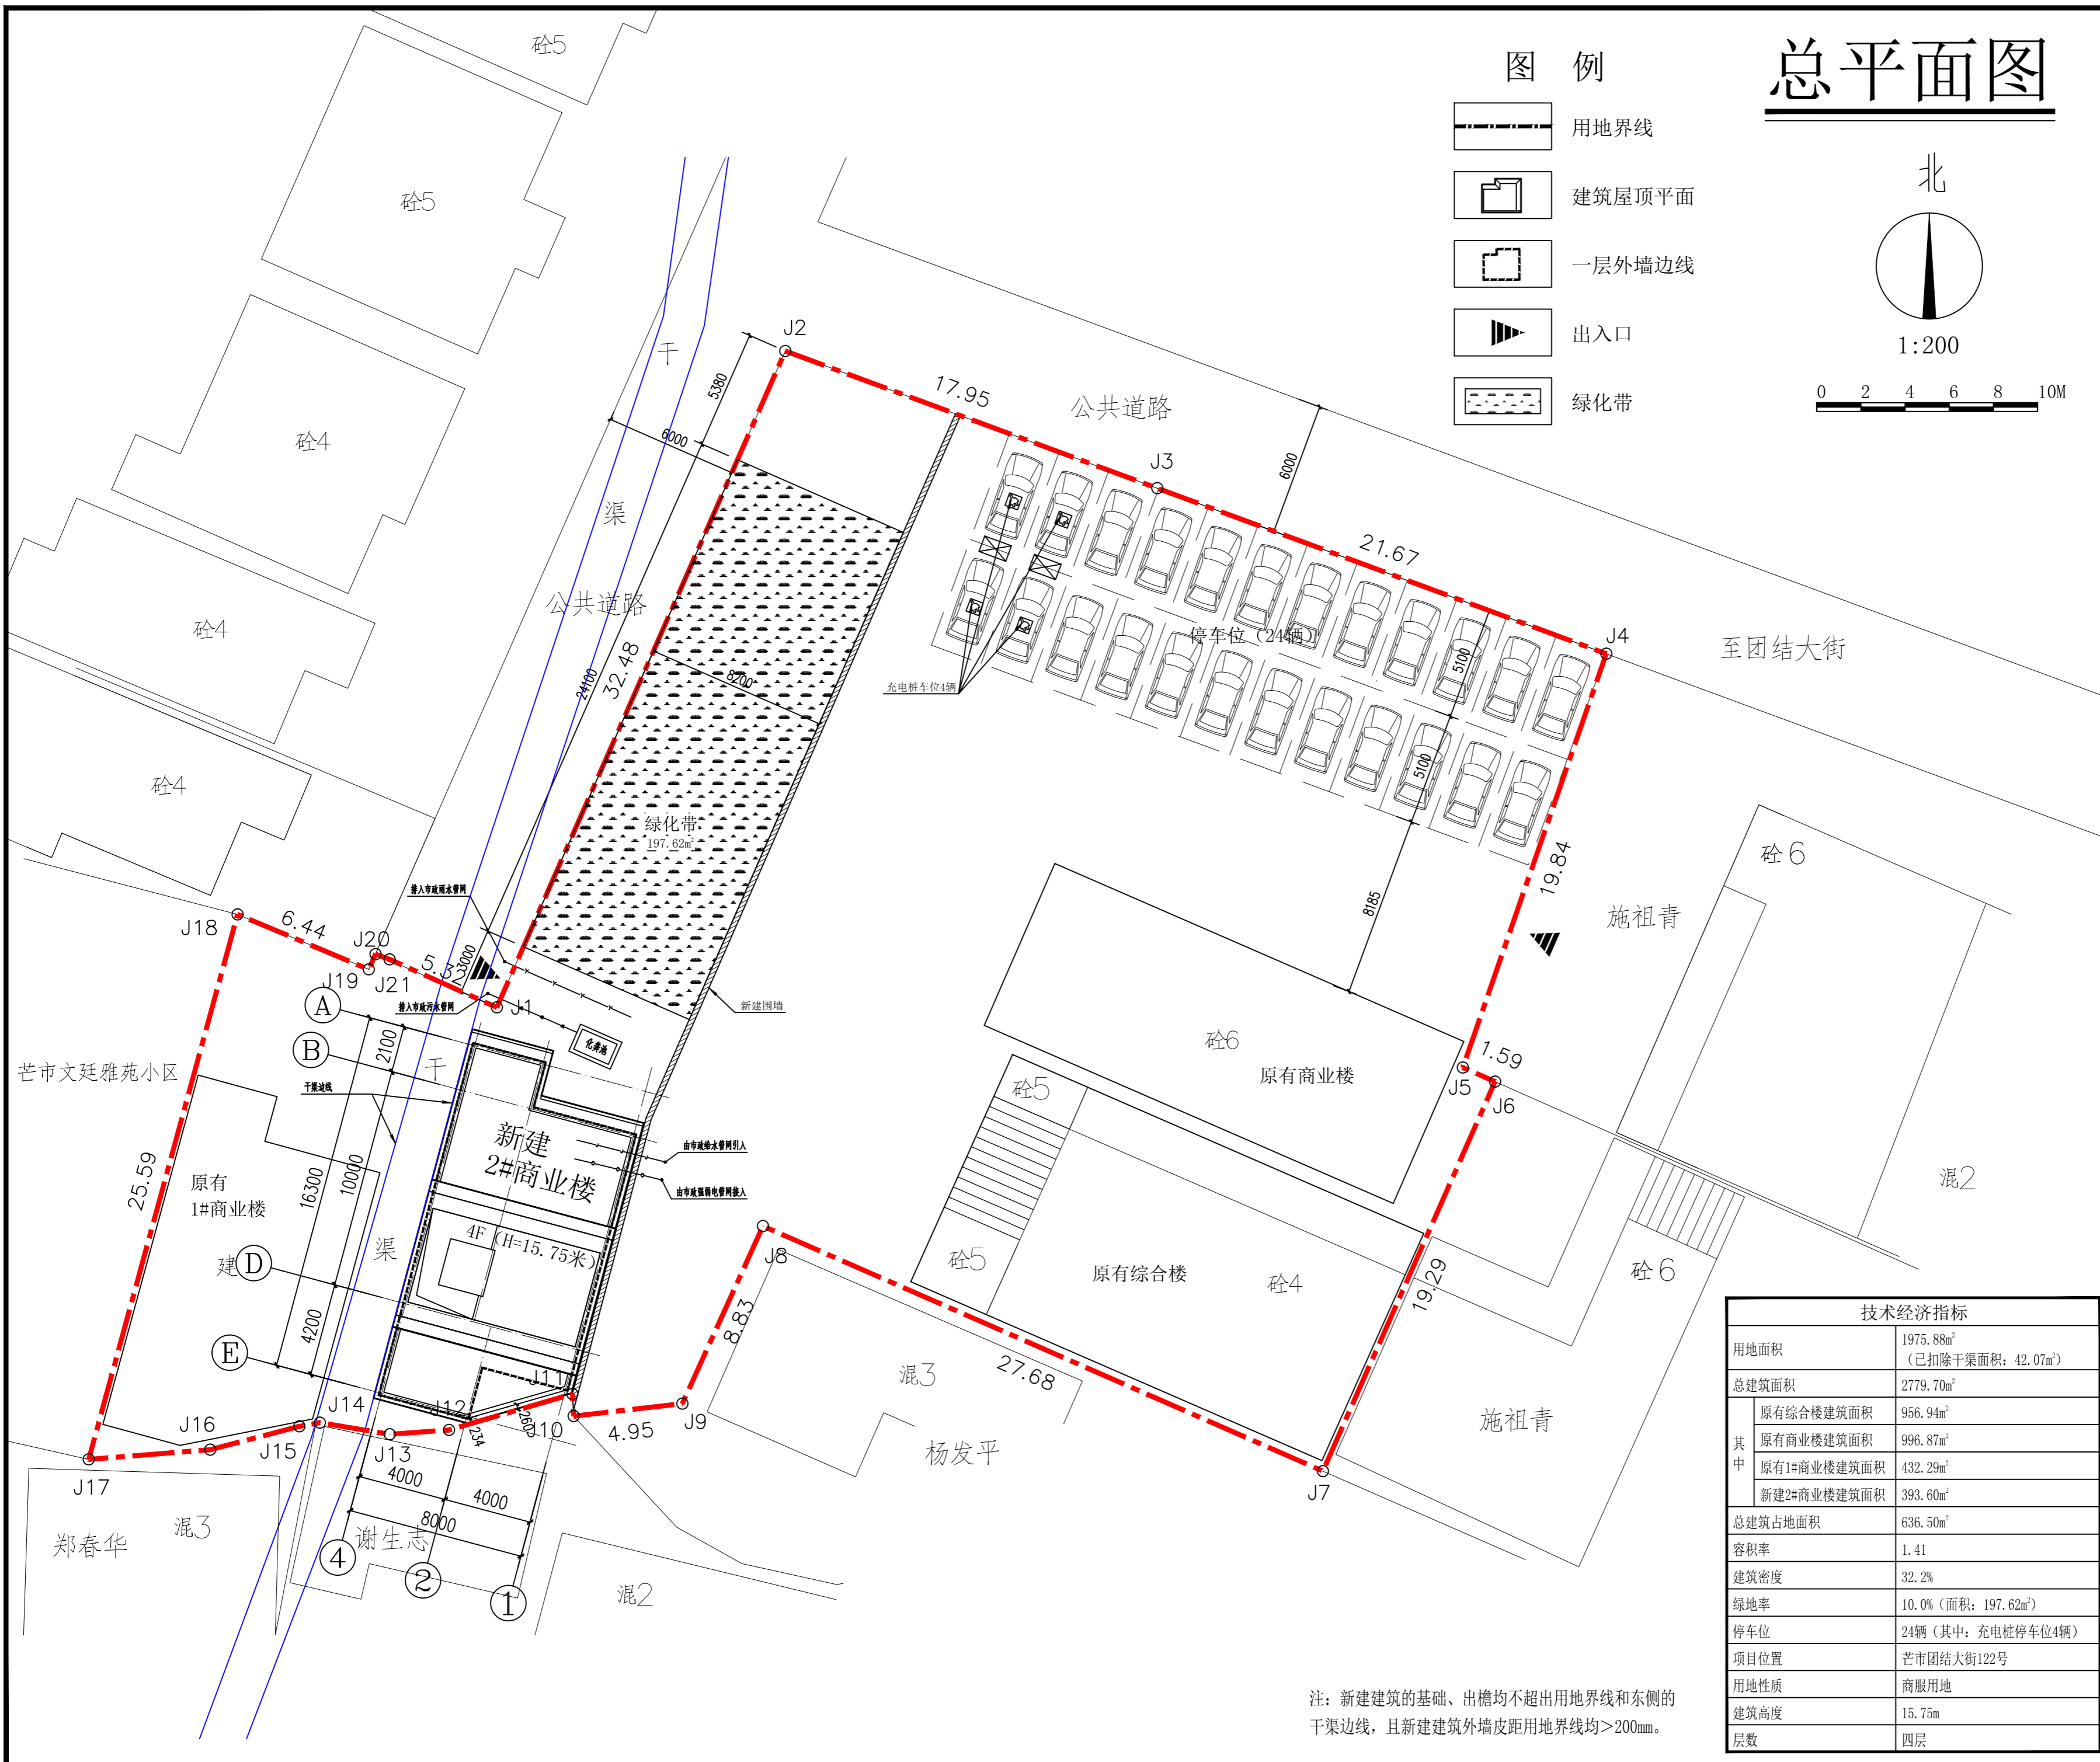 总平面图
图 例
用地界线
建筑屋顶平面
一层外墙边线
出入口
绿化带
北
1:200
0 2 4 6 8 10M
砼5
砼5
砼4
砼4
砼4
干
渠
公共道路
公共道路
至团结大街
J2
17.95
J3
21.67
J4
5380
6000
6000
24100
32.48
8200
绿化带
197.62㎡
停车位（24辆）
充电桩车位4辆
5100
5100
8185
19.84
施祖青
砼6
混2
砼6
施祖青
J5
1.59
J6
19.29
J7
27.68
J8
8.83
J9
4.95
J10
J11
J12
J13
J14
J15
J16
J17
25.59
J18
6.44
J19
J20
J21
5.32
3000
J1
排入市政雨水管网
排入市政污水管网
化粪池
新建围墙
干渠边线
由市政给水管网引入
由市政强弱电管网接入
A
B
D
E
2100
10000
16300
4200
干
渠
芒市文廷雅苑小区
原有
1#商业楼
建
新建
2#商业楼
4F（H=15.75米）
砼6
原有商业楼
砼5
砼5
原有综合楼
砼4
混3
杨发平
260
234
4000
4000
8000
4
2
1
郑春华
混3
谢生志
混2
注：新建建筑的基础、出檐均不超出用地界线和东侧的
干渠边线，且新建建筑外墙皮距用地界线均>200mm。
技术经济指标
用地面积 1975.88㎡
（已扣除干渠面积：42.07㎡）
总建筑面积 2779.70㎡
其中
原有综合楼建筑面积 956.94㎡
原有商业楼建筑面积 996.87㎡
原有1#商业楼建筑面积 432.29㎡
新建2#商业楼建筑面积 393.60㎡
总建筑占地面积 636.50㎡
容积率 1.41
建筑密度 32.2%
绿地率 10.0%（面积：197.62㎡）
停车位 24辆（其中：充电桩停车位4辆）
项目位置 芒市团结大街122号
用地性质 商服用地
建筑高度 15.75m
层数 四层